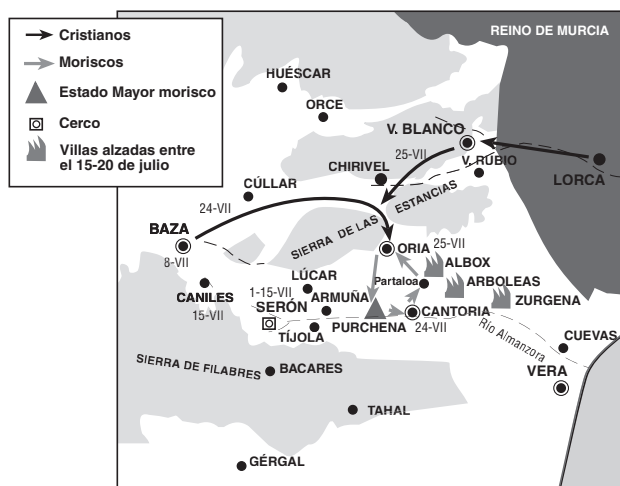 Cristianos
Moriscos
Estado Mayor morisco
Cerco
Villas alzadas entre
el 15-20 de julio
REINO DE MURCIA
HUÉSCAR
ORCE
V. BLANCO
25-VII
V. RÚBIO
LORCA
CHIRIVEL
CÚLLAR
24-VII
SIERRA DE LAS ESTANCIAS
BAZA
8-VII
ORIA
25-VII
ALBOX
Partaloa
ARBOLEAS
ZURGENA
LÚCAR
CANILES
15-VII
1-15-VII
SERÓN
ARMUÑA
TÍJOLA
PURCHENA
CANTORIA
24-VII
Río Almanzora
CUEVAS
VERA
SIERRA DE FILABRES
BACARES
TAHAL
GÉRGAL